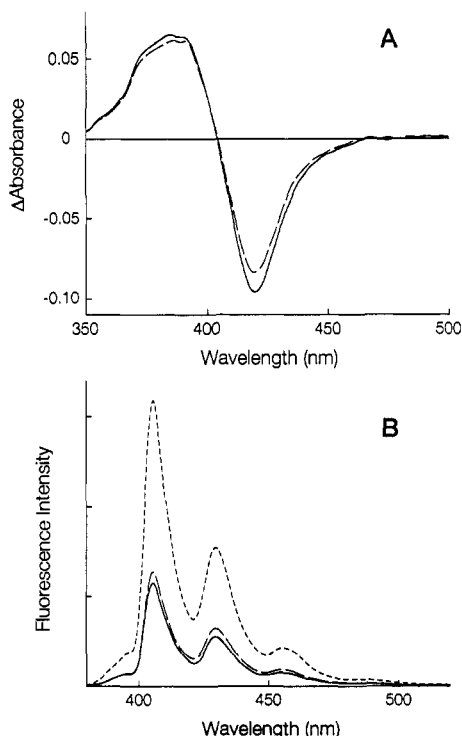 A
0.05
0
-0.05
-0.10
ΔAbsorbance
350
400
450
500
Wavelength (nm)
B
Fluorescence Intensity
400
450
500
Wavelength (nm)